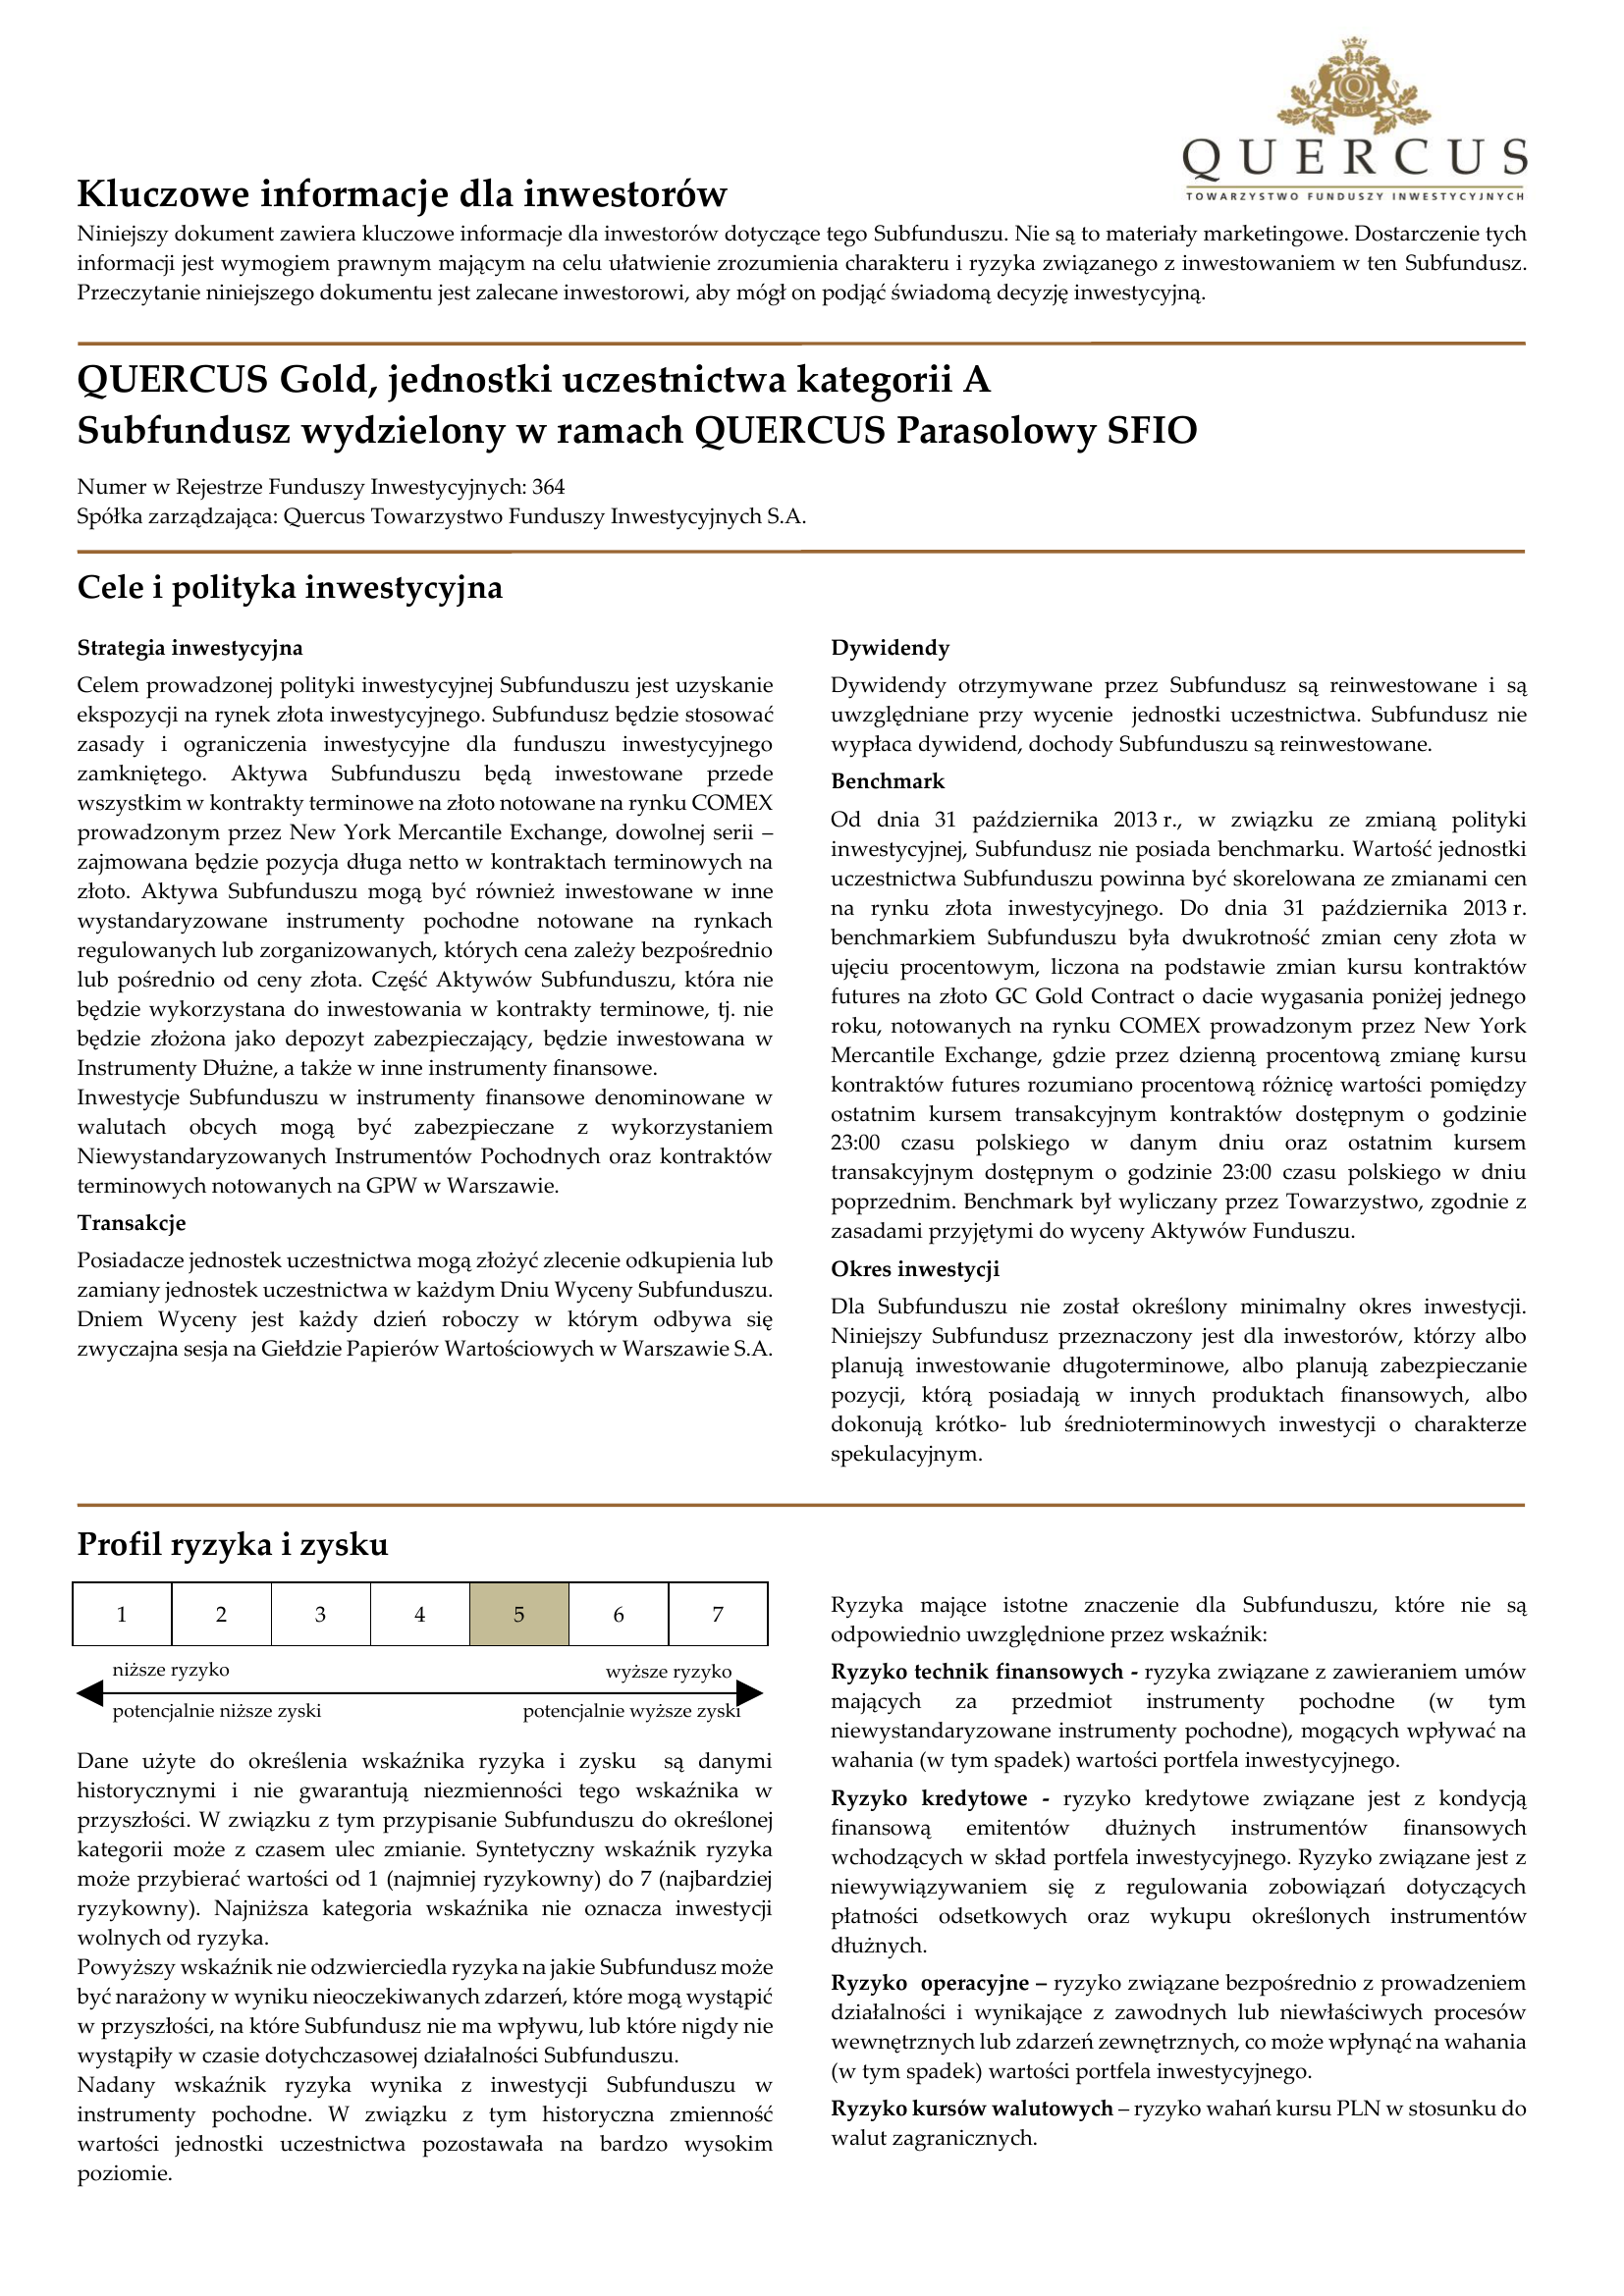 Q
T.F.I.
QUERCUS
TOWARZYSTWO FUNDUSZY INWESTYCYJNYCH
Kluczowe informacje dla inwestorów
Niniejszy dokument zawiera kluczowe informacje dla inwestorów dotyczące tego Subfunduszu. Nie są to materiały marketingowe. Dostarczenie tych
informacji jest wymogiem prawnym mającym na celu ułatwienie zrozumienia charakteru i ryzyka związanego z inwestowaniem w ten Subfundusz.
Przeczytanie niniejszego dokumentu jest zalecane inwestorowi, aby mógł on podjąć świadomą decyzję inwestycyjną.
QUERCUS Gold, jednostki uczestnictwa kategorii A
Subfundusz wydzielony w ramach QUERCUS Parasolowy SFIO
Numer w Rejestrze Funduszy Inwestycyjnych: 364
Spółka zarządzająca: Quercus Towarzystwo Funduszy Inwestycyjnych S.A.
Cele i polityka inwestycyjna
Strategia inwestycyjna
Celem prowadzonej polityki inwestycyjnej Subfunduszu jest uzyskanie
ekspozycji na rynek złota inwestycyjnego. Subfundusz będzie stosować
zasady i ograniczenia inwestycyjne dla funduszu inwestycyjnego
zamkniętego. Aktywa Subfunduszu będą inwestowane przede
wszystkim w kontrakty terminowe na złoto notowane na rynku COMEX
prowadzonym przez New York Mercantile Exchange, dowolnej serii –
zajmowana będzie pozycja długa netto w kontraktach terminowych na
złoto. Aktywa Subfunduszu mogą być również inwestowane w inne
wystandaryzowane instrumenty pochodne notowane na rynkach
regulowanych lub zorganizowanych, których cena zależy bezpośrednio
lub pośrednio od ceny złota. Część Aktywów Subfunduszu, która nie
będzie wykorzystana do inwestowania w kontrakty terminowe, tj. nie
będzie złożona jako depozyt zabezpieczający, będzie inwestowana w
Instrumenty Dłużne, a także w inne instrumenty finansowe.
Inwestycje Subfunduszu w instrumenty finansowe denominowane w
walutach obcych mogą być zabezpieczane z wykorzystaniem
Niewystandaryzowanych Instrumentów Pochodnych oraz kontraktów
terminowych notowanych na GPW w Warszawie.
Transakcje
Posiadacze jednostek uczestnictwa mogą złożyć zlecenie odkupienia lub
zamiany jednostek uczestnictwa w każdym Dniu Wyceny Subfunduszu.
Dniem Wyceny jest każdy dzień roboczy w którym odbywa się
zwyczajna sesja na Giełdzie Papierów Wartościowych w Warszawie S.A.
Dywidendy
Dywidendy otrzymywane przez Subfundusz są reinwestowane i są
uwzględniane przy wycenie jednostki uczestnictwa. Subfundusz nie
wypłaca dywidend, dochody Subfunduszu są reinwestowane.
Benchmark
Od dnia 31 października 2013 r., w związku ze zmianą polityki
inwestycyjnej, Subfundusz nie posiada benchmarku. Wartość jednostki
uczestnictwa Subfunduszu powinna być skorelowana ze zmianami cen
na rynku złota inwestycyjnego. Do dnia 31 października 2013 r.
benchmarkiem Subfunduszu była dwukrotność zmian ceny złota w
ujęciu procentowym, liczona na podstawie zmian kursu kontraktów
futures na złoto GC Gold Contract o dacie wygasania poniżej jednego
roku, notowanych na rynku COMEX prowadzonym przez New York
Mercantile Exchange, gdzie przez dzienną procentową zmianę kursu
kontraktów futures rozumiano procentową różnicę wartości pomiędzy
ostatnim kursem transakcyjnym kontraktów dostępnym o godzinie
23:00 czasu polskiego w danym dniu oraz ostatnim kursem
transakcyjnym dostępnym o godzinie 23:00 czasu polskiego w dniu
poprzednim. Benchmark był wyliczany przez Towarzystwo, zgodnie z
zasadami przyjętymi do wyceny Aktywów Funduszu.
Okres inwestycji
Dla Subfunduszu nie został określony minimalny okres inwestycji.
Niniejszy Subfundusz przeznaczony jest dla inwestorów, którzy albo
planują inwestowanie długoterminowe, albo planują zabezpieczanie
pozycji, którą posiadają w innych produktach finansowych, albo
dokonują krótko- lub średnioterminowych inwestycji o charakterze
spekulacyjnym.
Profil ryzyka i zysku
1 2 3 4 5 6 7
niższe ryzyko wyższe ryzyko
potencjalnie niższe zyski potencjalnie wyższe zyski
Dane użyte do określenia wskaźnika ryzyka i zysku są danymi
historycznymi i nie gwarantują niezmienności tego wskaźnika w
przyszłości. W związku z tym przypisanie Subfunduszu do określonej
kategorii może z czasem ulec zmianie. Syntetyczny wskaźnik ryzyka
może przybierać wartości od 1 (najmniej ryzykowny) do 7 (najbardziej
ryzykowny). Najniższa kategoria wskaźnika nie oznacza inwestycji
wolnych od ryzyka.
Powyższy wskaźnik nie odzwierciedla ryzyka na jakie Subfundusz może
być narażony w wyniku nieoczekiwanych zdarzeń, które mogą wystąpić
w przyszłości, na które Subfundusz nie ma wpływu, lub które nigdy nie
wystąpiły w czasie dotychczasowej działalności Subfunduszu.
Nadany wskaźnik ryzyka wynika z inwestycji Subfunduszu w
instrumenty pochodne. W związku z tym historyczna zmienność
wartości jednostki uczestnictwa pozostawała na bardzo wysokim
poziomie.
Ryzyka mające istotne znaczenie dla Subfunduszu, które nie są
odpowiednio uwzględnione przez wskaźnik:
Ryzyko technik finansowych - ryzyka związane z zawieraniem umów
mających za przedmiot instrumenty pochodne (w tym
niewystandaryzowane instrumenty pochodne), mogących wpływać na
wahania (w tym spadek) wartości portfela inwestycyjnego.
Ryzyko kredytowe - ryzyko kredytowe związane jest z kondycją
finansową emitentów dłużnych instrumentów finansowych
wchodzących w skład portfela inwestycyjnego. Ryzyko związane jest z
niewywiązywaniem się z regulowania zobowiązań dotyczących
płatności odsetkowych oraz wykupu określonych instrumentów
dłużnych.
Ryzyko operacyjne – ryzyko związane bezpośrednio z prowadzeniem
działalności i wynikające z zawodnych lub niewłaściwych procesów
wewnętrznych lub zdarzeń zewnętrznych, co może wpłynąć na wahania
(w tym spadek) wartości portfela inwestycyjnego.
Ryzyko kursów walutowych – ryzyko wahań kursu PLN w stosunku do
walut zagranicznych.